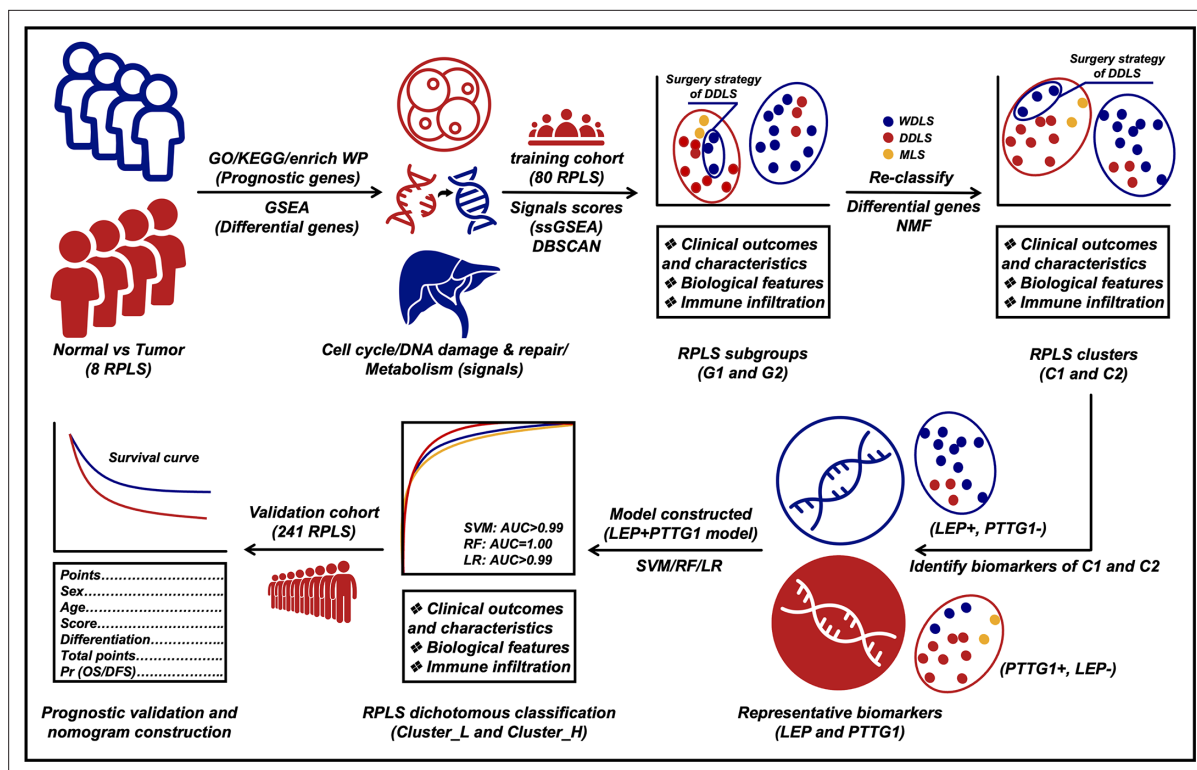 GO/KEGG/enrich WP
(Prognostic genes)
GSEA
(Differential genes)
Normal vs Tumor
(8 RPLS)
Cell cycle/DNA damage & repair/
Metabolism (signals)
training cohort
(80 RPLS)
Signals scores
(ssGSEA)
DBSCAN
Surgery strategy
of DDLS
❖ Clinical outcomes
and characteristics
❖ Biological features
❖ Immune infiltration
RPLS subgroups
(G1 and G2)
WDLS
DDLS
MLS
Re-classify
Differential genes
NMF
Surgery strategy
of DDLS
❖ Clinical outcomes
and characteristics
❖ Biological features
❖ Immune infiltration
RPLS clusters
(C1 and C2)
Identify biomarkers of C1 and C2
(LEP+, PTTG1-)
(PTTG1+, LEP-)
Representative biomarkers
(LEP and PTTG1)
Model constructed
(LEP+PTTG1 model)
SVM/RF/LR
SVM: AUC>0.99
RF: AUC=1.00
LR: AUC>0.99
❖ Clinical outcomes
and characteristics
❖ Biological features
❖ Immune infiltration
RPLS dichotomous classification
(Cluster_L and Cluster_H)
Validation cohort
(241 RPLS)
Survival curve
Points........................
Sex............................
Age............................
Score.........................
Differentiation..............
Total points.................
Pr (OS/DFS).................
Prognostic validation and
nomogram construction